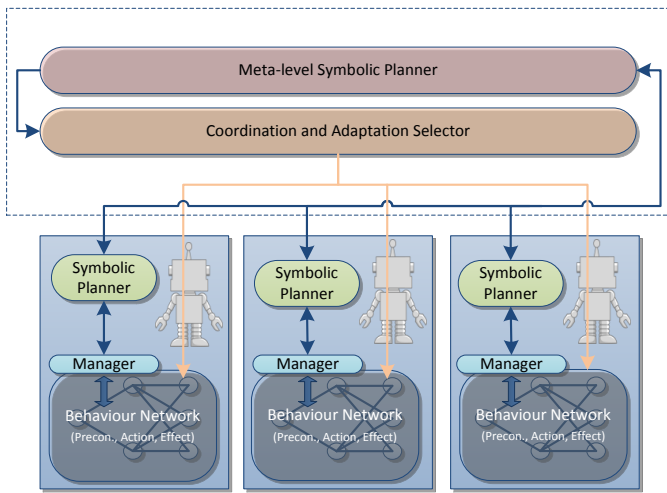 Meta-level Symbolic Planner
Coordination and Adaptation Selector
Symbolic
Planner
Manager
Behaviour Network
(Precon., Action, Effect)
Symbolic
Planner
Manager
Behaviour Network
(Precon., Action, Effect)
Symbolic
Planner
Manager
Behaviour Network
(Precon., Action, Effect)